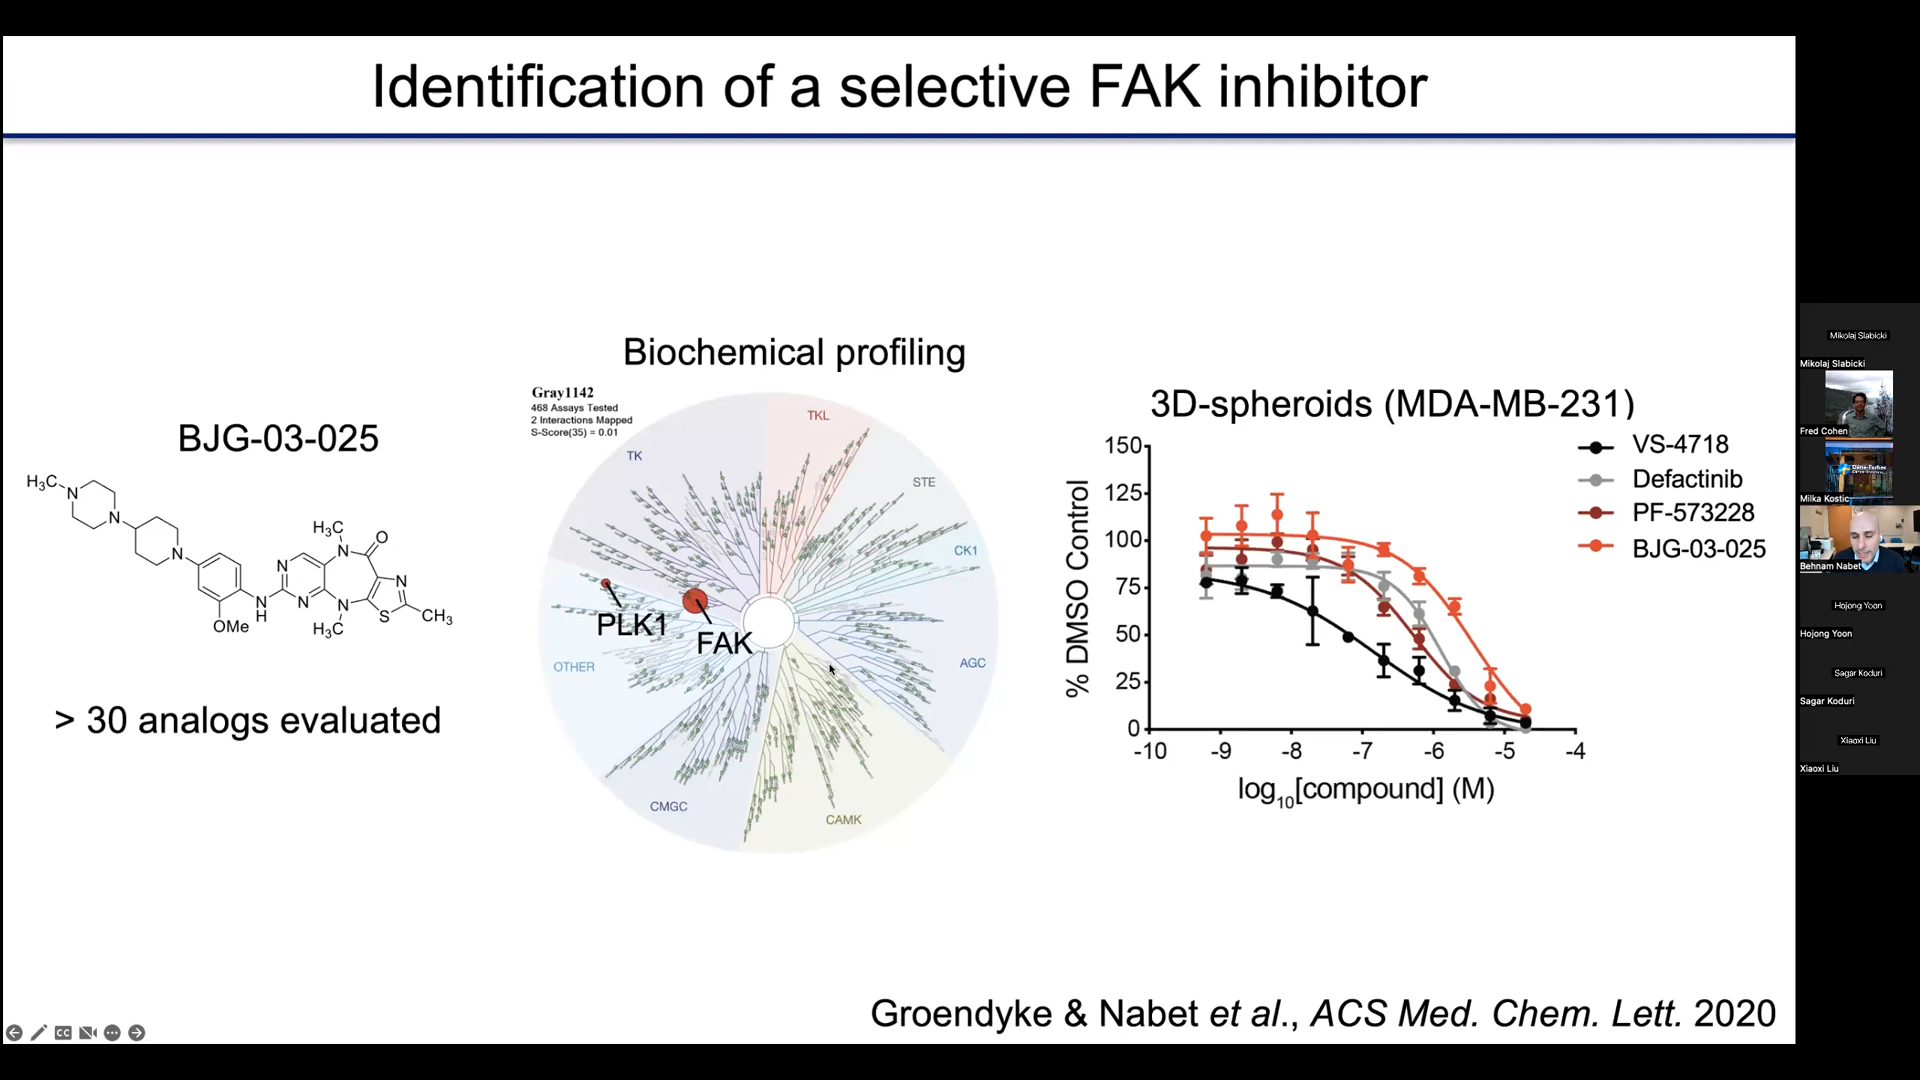 Identification of a selective FAK inhibitor
BJG-03-025
H₃C
N
N
N
OMe
N
H
N
N
H₃C
N
O
N
H₃C
S
N
CH₃
> 30 analogs evaluated
Biochemical profiling
Gray1142
468 Assays Tested
2 Interactions Mapped
S-Score(35) = 0.01
TK
TKL
STE
CK1
AGC
CAMK
CMGC
OTHER
PLK1
FAK
3D-spheroids (MDA-MB-231)
% DMSO Control
150
125
100
75
50
25
0
-10 -9 -8 -7 -6 -5 -4
log₁₀[compound] (M)
VS-4718
Defactinib
PF-573228
BJG-03-025
Groendyke & Nabet et al., ACS Med. Chem. Lett. 2020
CC
Mikolaj Slabicki
Mikolaj Slabicki
Fred Cohen
Dana-Farber
Milka Kostic
Behnam Nabet
Hojong Yoon
Hojong Yoon
Sagar Koduri
Sagar Koduri
Xiaoxi Liu
Xiaoxi Liu